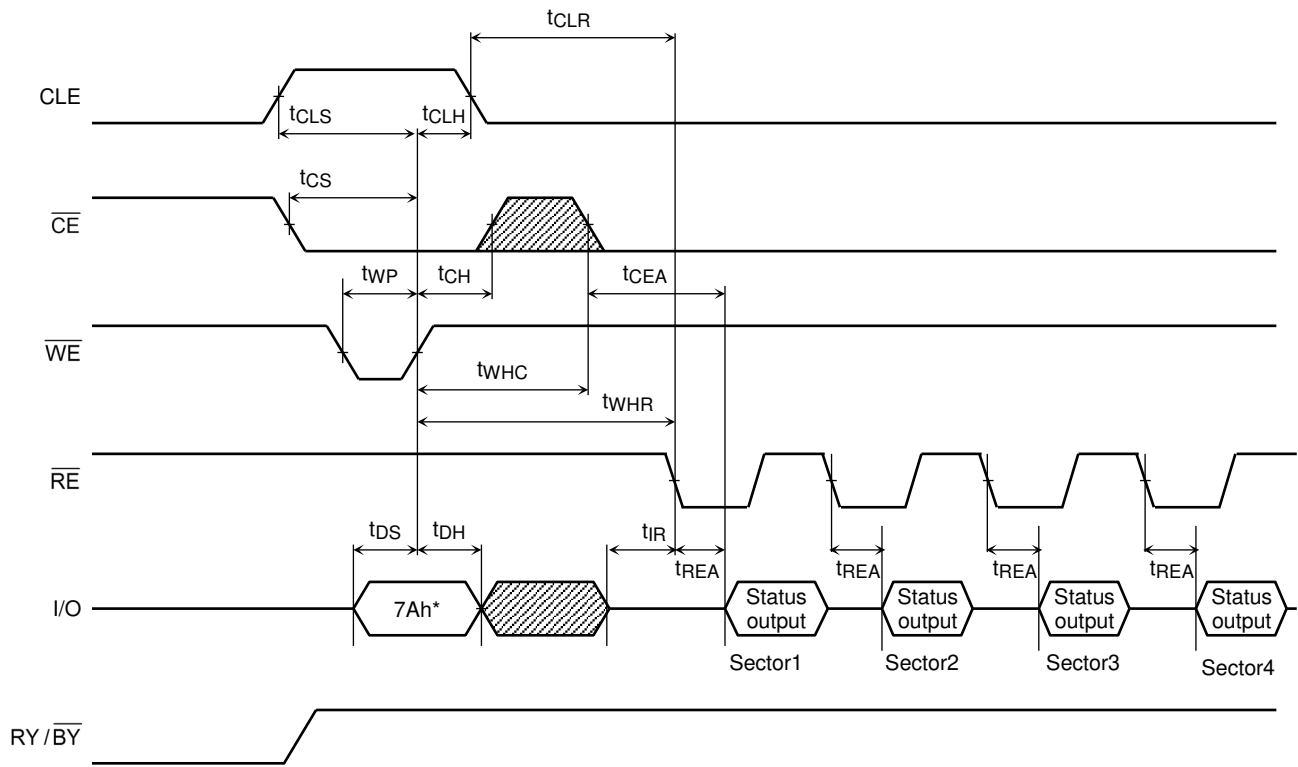 tCLR
CLE
tCLS
tCLH
tCS
CE
tWP
tCH
tCEA
WE
tWHC
tWHR
RE
tDS
tDH
tIR
tREA
tREA
tREA
tREA
I/O
7Ah*
Status output
Status output
Status output
Status output
Sector1
Sector2
Sector3
Sector4
RY/BY